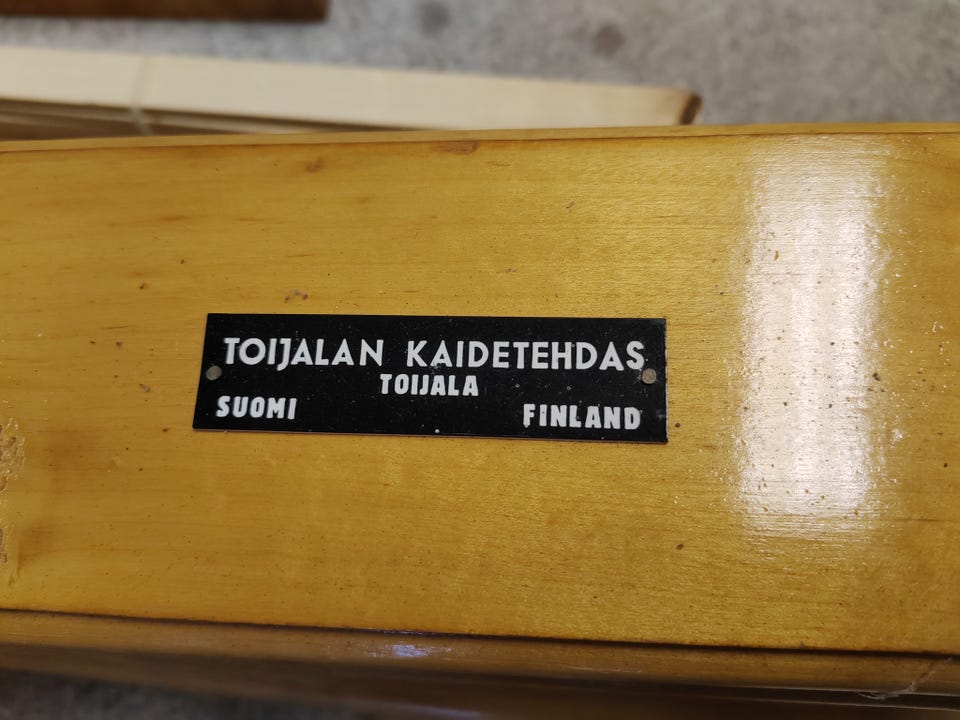 TOIJALAN KAIDETEHDAS
TOIJALA
SUOMI FINLAND